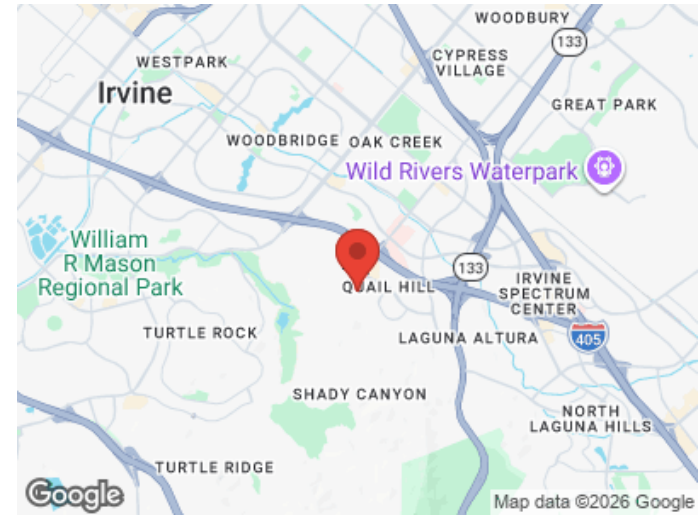 WOODBURY
133
WESTPARK
CYPRESS
VILLAGE
Irvine
GREAT PARK
WOODBRIDGE
OAK CREEK
Wild Rivers Waterpark
William
R Mason
Regional Park
133
QUAIL HILL
IRVINE
SPECTRUM
CENTER
TURTLE ROCK
LAGUNA ALTURA
405
SHADY CANYON
NORTH
LAGUNA HILLS
TURTLE RIDGE
Google
Map data ©2026 Google